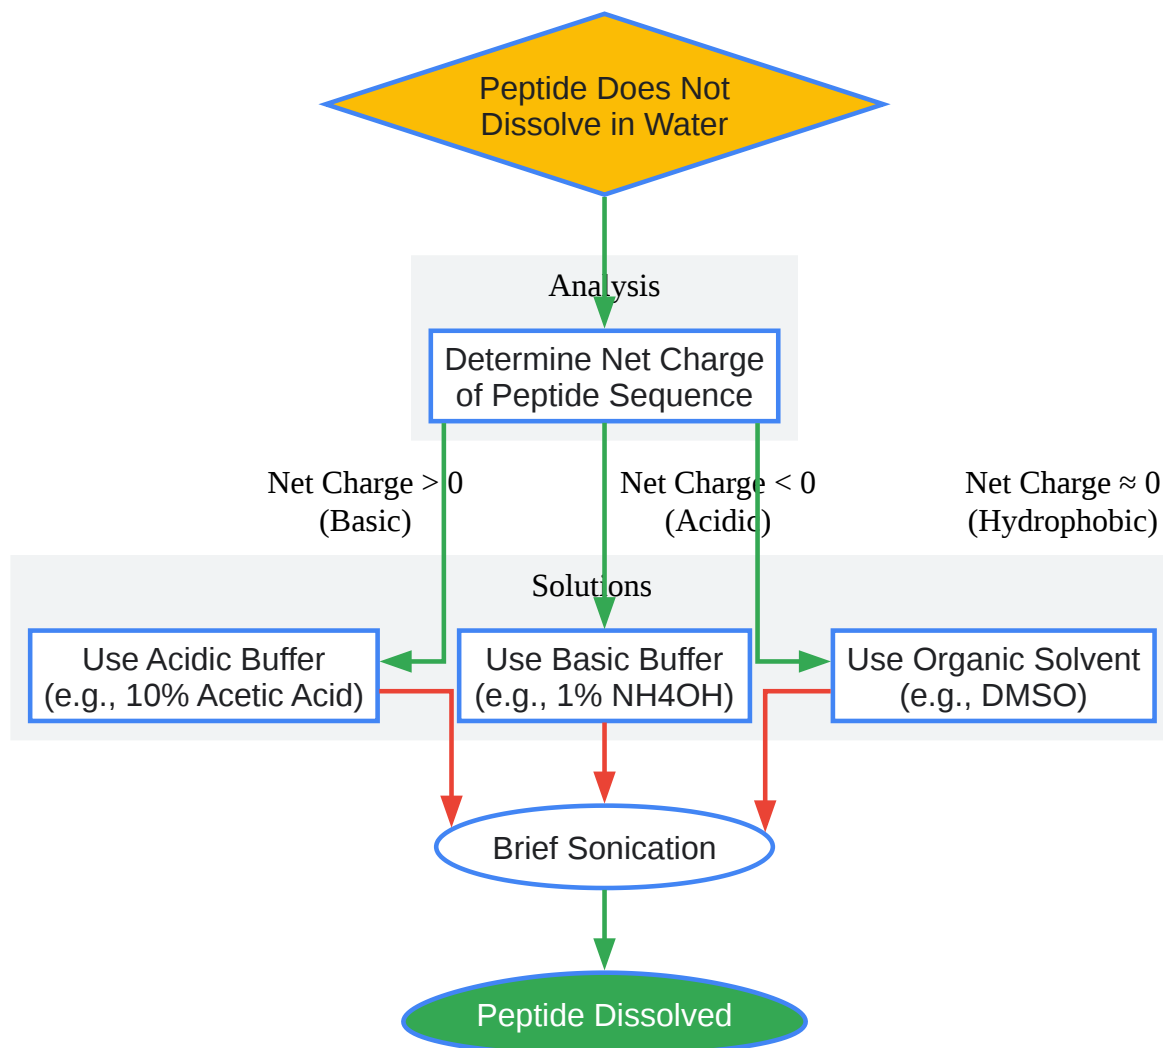 Peptide Does Not
Dissolve in Water
Analysis
Determine Net Charge
of Peptide Sequence
Net Charge > 0
(Basic)
Net Charge < 0
(Acidic)
Net Charge ≈ 0
(Hydrophobic)
Solutions
Use Acidic Buffer
(e.g., 10% Acetic Acid)
Use Basic Buffer
(e.g., 1% NH4OH)
Use Organic Solvent
(e.g., DMSO)
Brief Sonication
Peptide Dissolved